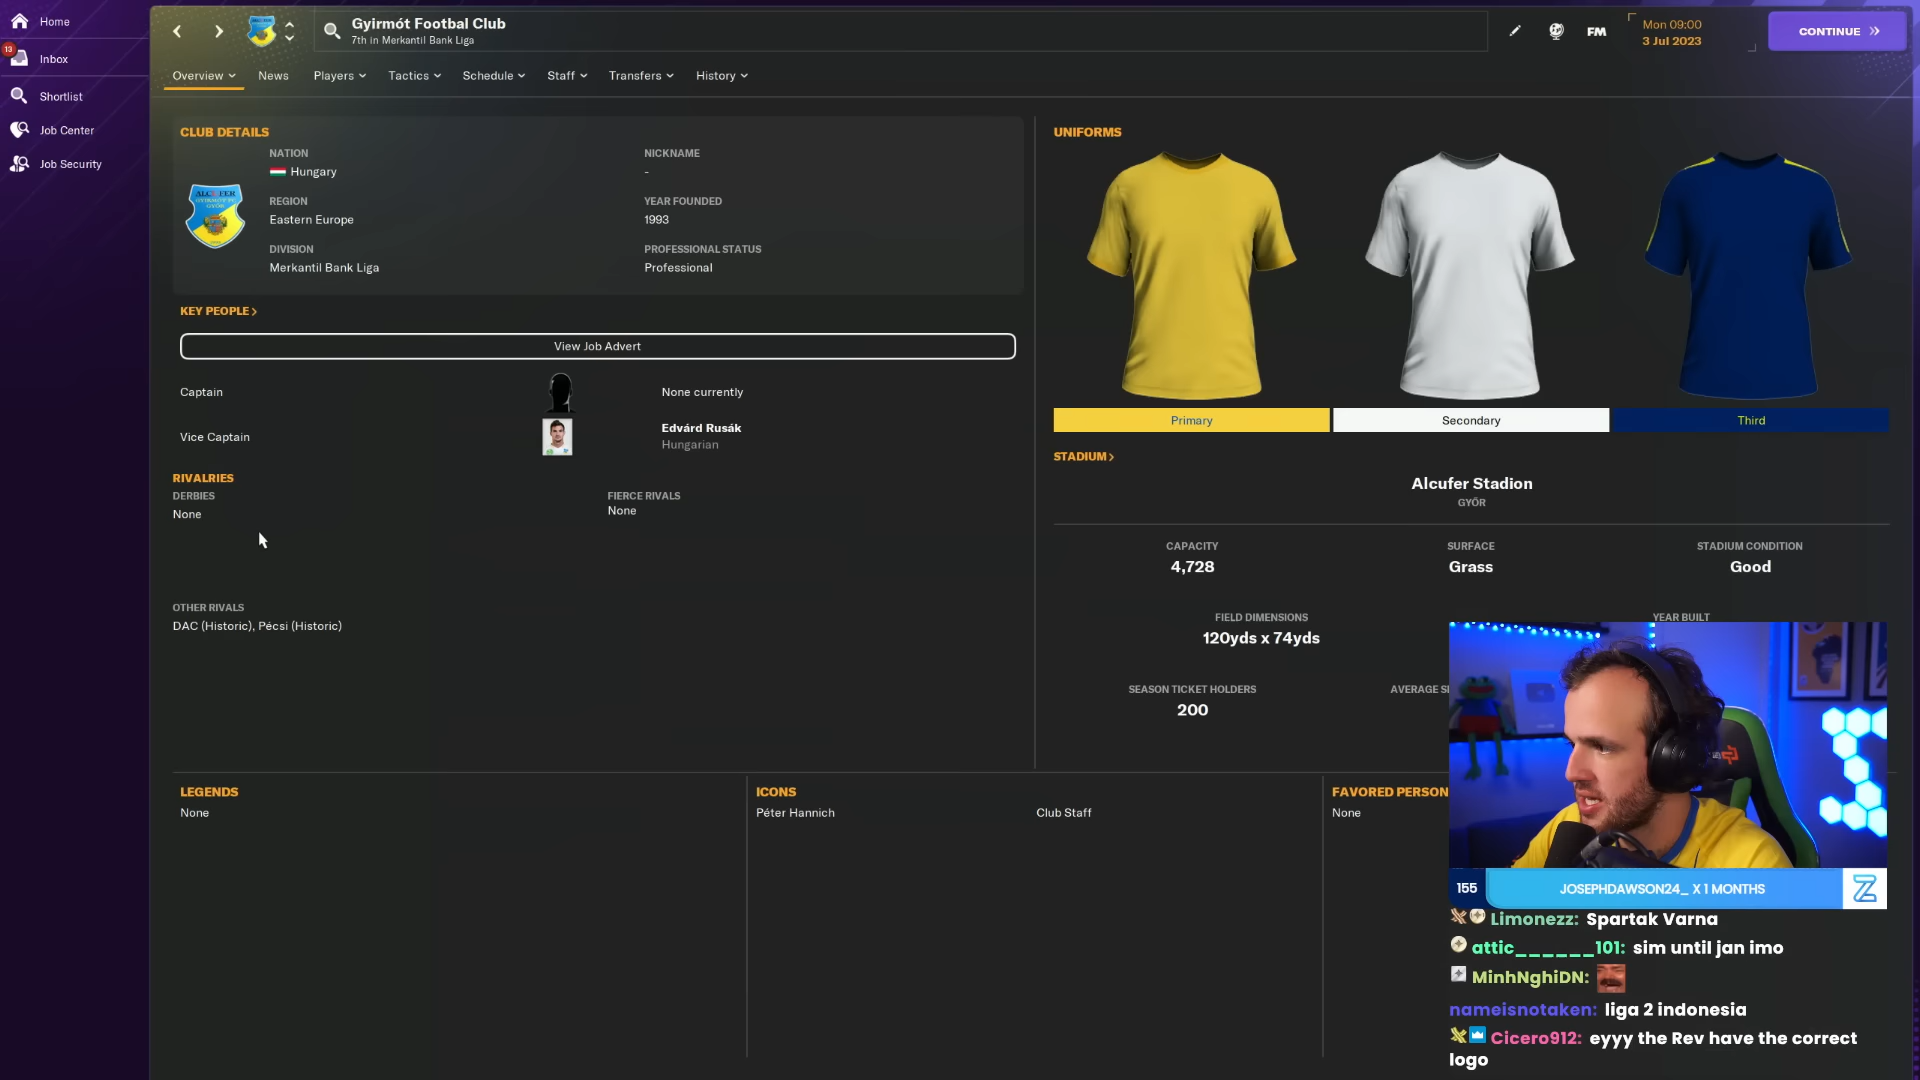 Home
13
Inbox
Shortlist
Job Center
Job Security
Gyirmót Footbal Club
7th in Merkantil Bank Liga
FM
Mon 09:00
3 Jul 2023
CONTINUE
Overview
News
Players
Tactics
Schedule
Staff
Transfers
History
CLUB DETAILS
NATION
Hungary
NICKNAME
-
REGION
Eastern Europe
YEAR FOUNDED
1993
DIVISION
Merkantil Bank Liga
PROFESSIONAL STATUS
Professional
ALCUFER
KEY PEOPLE >
View Job Advert
Captain
None currently
Vice Captain
Edvárd Rusák
Hungarian
RIVALRIES
DERBIES
None
FIERCE RIVALS
None
OTHER RIVALS
DAC (Historic), Pécsi (Historic)
UNIFORMS
Primary
Secondary
Third
STADIUM >
Alcufer Stadion
GYŐR
CAPACITY
4,728
SURFACE
Grass
STADIUM CONDITION
Good
FIELD DIMENSIONS
120yds x 74yds
YEAR BUILT
SEASON TICKET HOLDERS
200
AVERAGE S
LEGENDS
None
ICONS
Péter Hannich
Club Staff
FAVORED PERSON
None
155
JOSEPHDAWSON24_ X 1 MONTHS
Z
Limonezz: Spartak Varna
attic______101: sim until jan imo
MinhNghiDN:
nameisnotaken: liga 2 indonesia
Cicero912: eyyy the Rev have the correct
logo